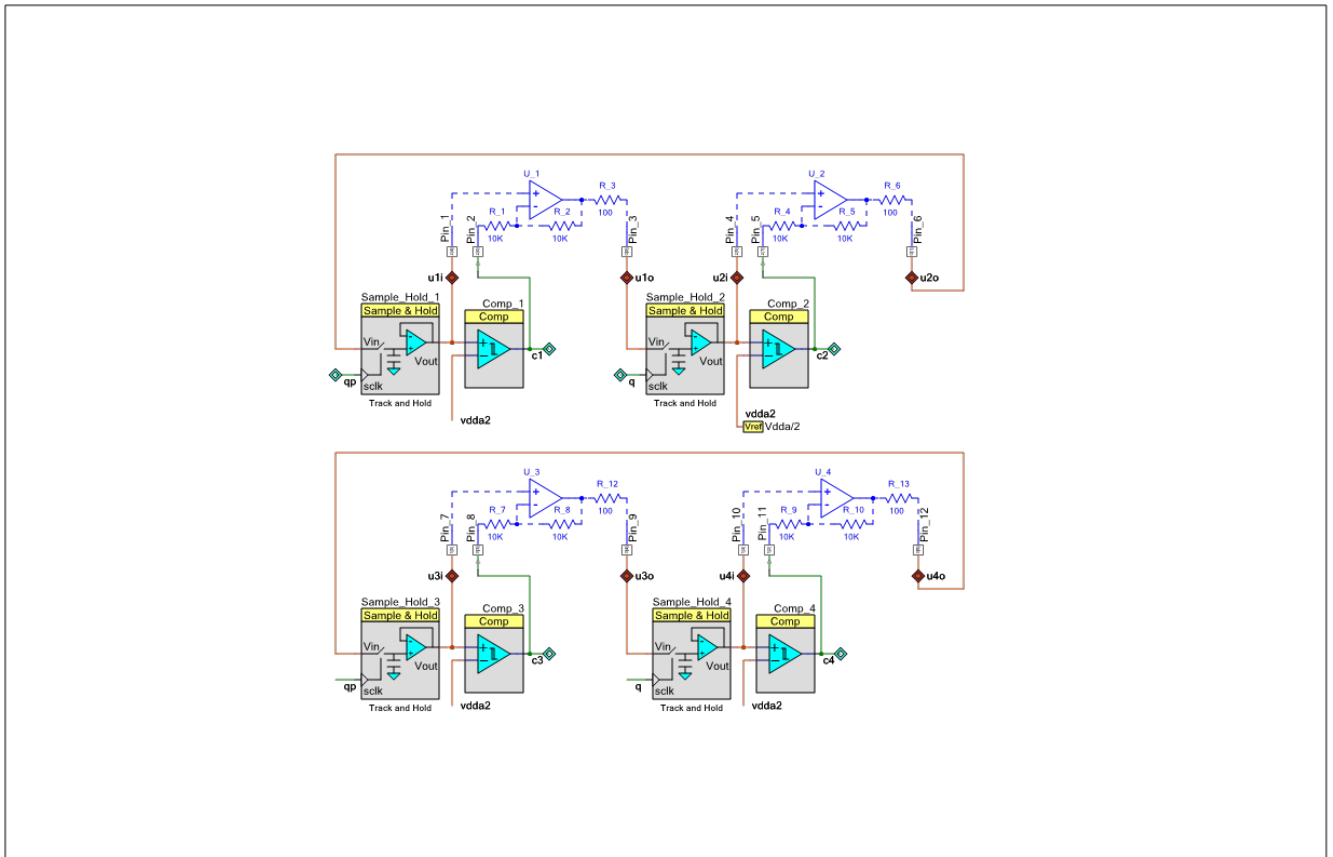 U_1
U_2
R_3
R_6
Pin_1
Pin_2
R_1
R_2
100
Pin_3
Pin_4
Pin_5
R_4
R_5
100
Pin_6
10K
10K
10K
10K
u1i
u1o
u2i
u2o
Sample_Hold_1
Comp_1
Sample_Hold_2
Comp_2
Sample & Hold
Comp
Sample & Hold
Comp
Vin
Vout
Vin
Vout
c1
c2
qp
sclk
q
sclk
Track and Hold
vdda2
Track and Hold
vdda2
Vref
Vdda/2
U_3
U_4
R_12
R_13
Pin_7
Pin_8
R_7
R_8
100
Pin_9
Pin_10
Pin_11
R_9
R_10
100
Pin_12
10K
10K
10K
10K
u3i
u3o
u4i
u4o
Sample_Hold_3
Comp_3
Sample_Hold_4
Comp_4
Sample & Hold
Comp
Sample & Hold
Comp
Vin
Vout
Vin
Vout
c3
c4
qp
sclk
q
sclk
Track and Hold
vdda2
Track and Hold
vdda2